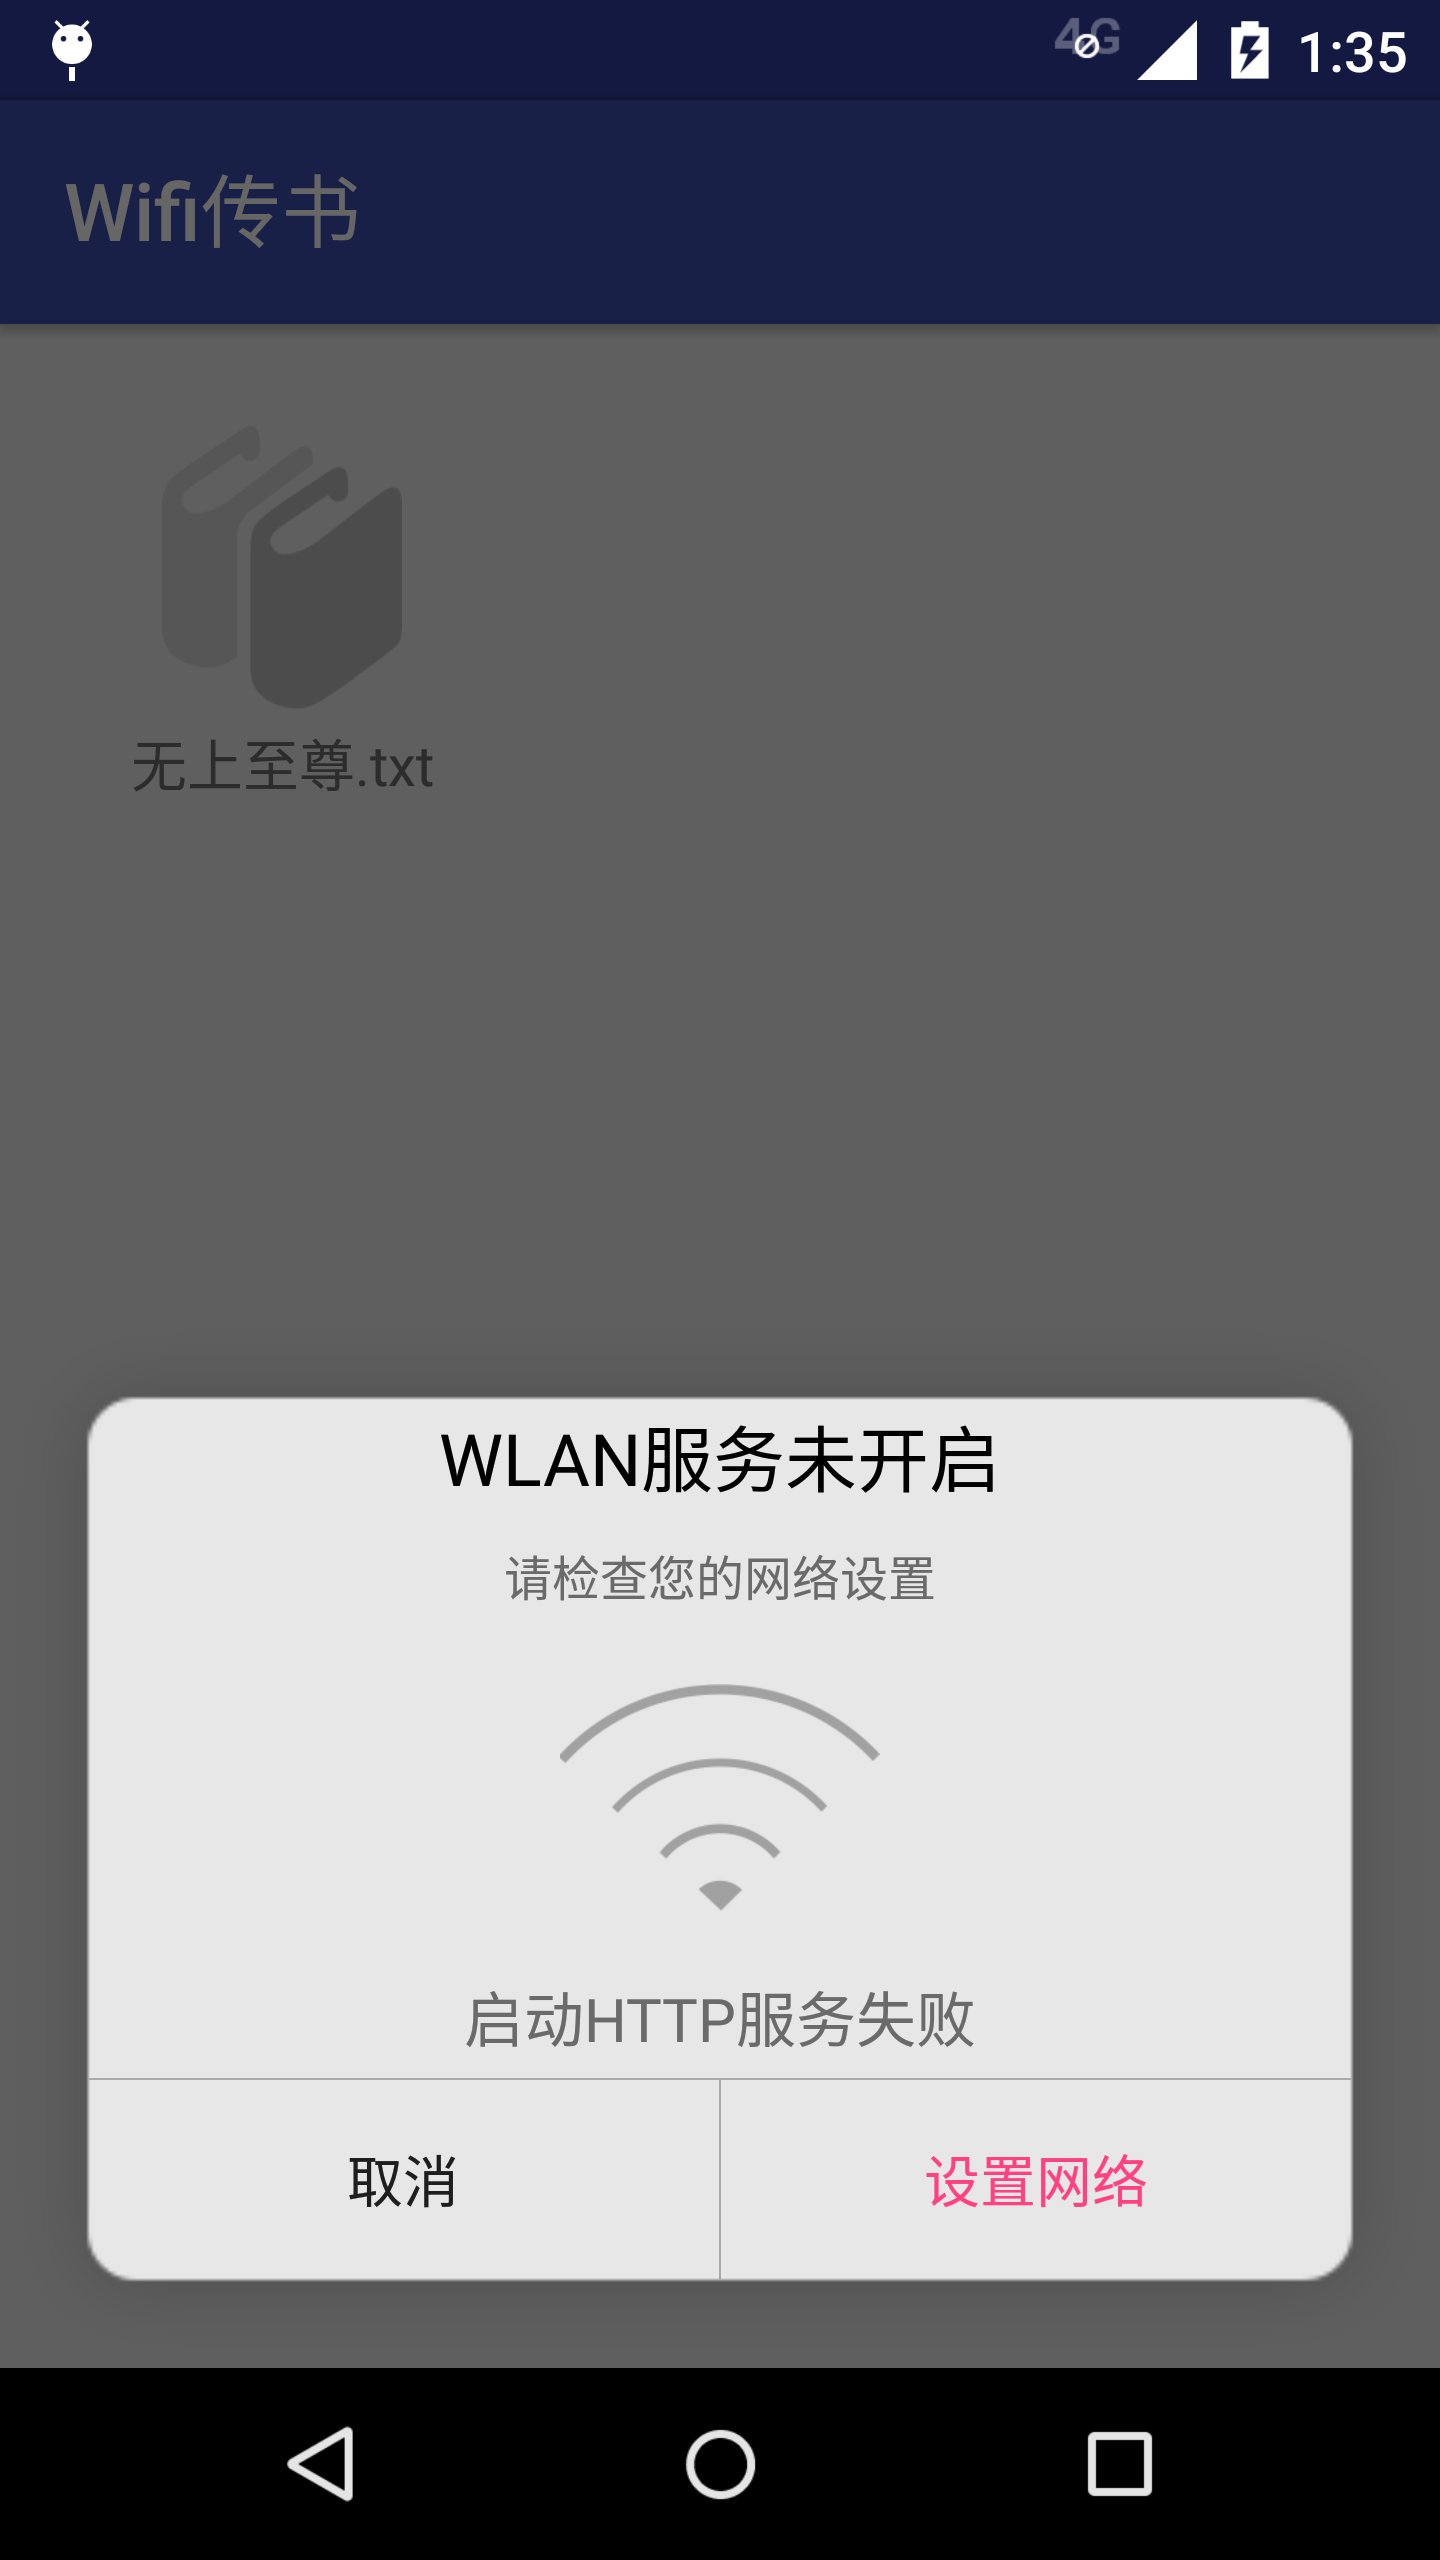 4G 1:35
Wifi传书
无上至尊.txt
WLAN服务未开启
请检查您的网络设置
启动HTTP服务失败
取消 设置网络